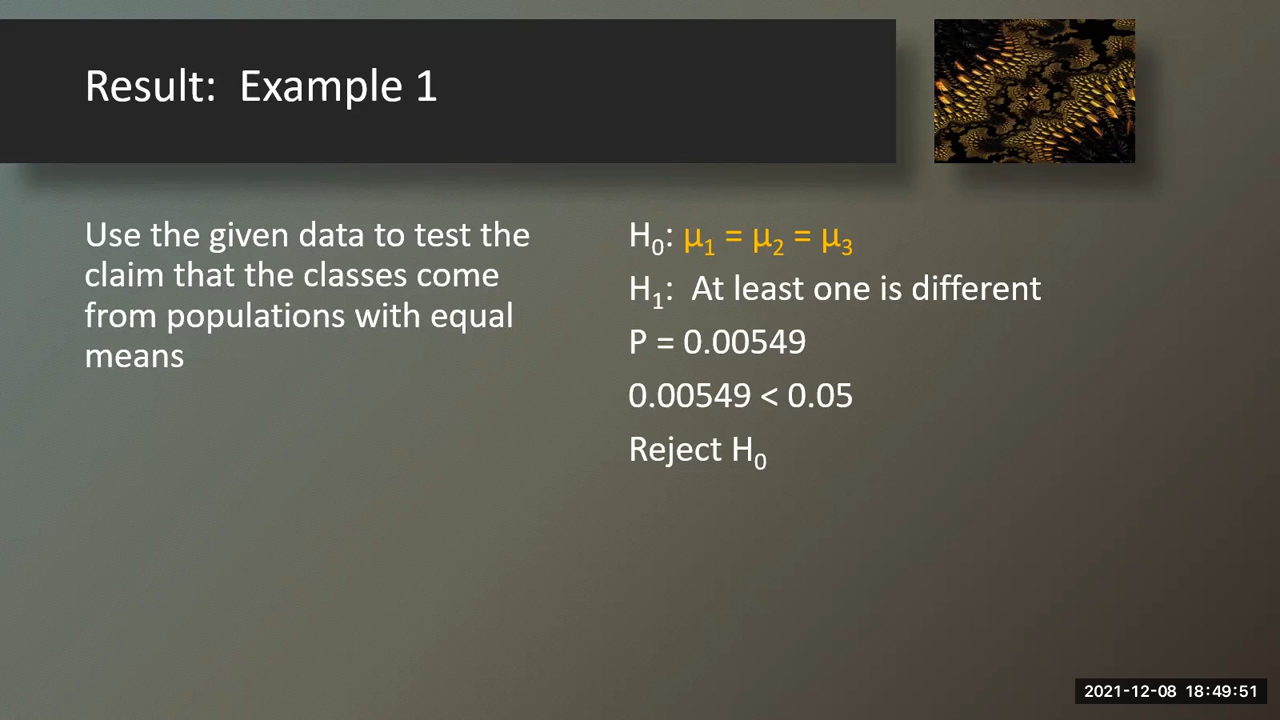 Result: Example 1
Use the given data to test the
claim that the classes come
from populations with equal
means
H₀: µ₁ = µ₂ = µ₃
H₁: At least one is different
P = 0.00549
0.00549 < 0.05
Reject H₀
2021-12-08 18:49:51